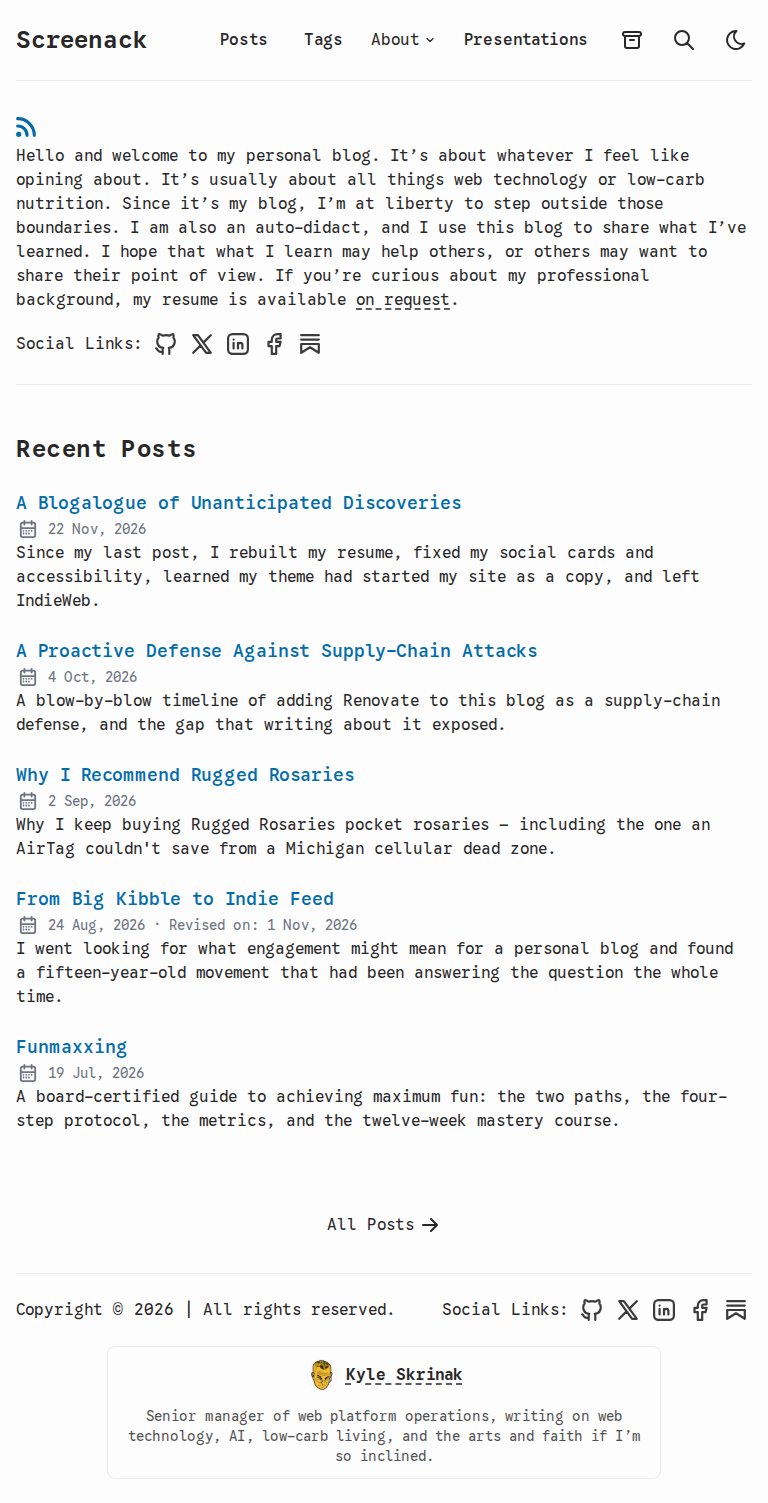 Screenack
Posts Tags About Presentations
Hello and welcome to my personal blog. It’s about whatever I feel like
opining about. It’s usually about all things web technology or low-carb
nutrition. Since it’s my blog, I’m at liberty to step outside those
boundaries. I am also an auto-didact, and I use this blog to share what I’ve
learned. I hope that what I learn may help others, or others may want to
share their point of view. If you’re curious about my professional
background, my resume is available on request.
Social Links:
Recent Posts
A Blogalogue of Unanticipated Discoveries
22 Nov, 2026
Since my last post, I rebuilt my resume, fixed my social cards and
accessibility, learned my theme had started my site as a copy, and left
IndieWeb.
A Proactive Defense Against Supply-Chain Attacks
4 Oct, 2026
A blow-by-blow timeline of adding Renovate to this blog as a supply-chain
defense, and the gap that writing about it exposed.
Why I Recommend Rugged Rosaries
2 Sep, 2026
Why I keep buying Rugged Rosaries pocket rosaries — including the one an
AirTag couldn't save from a Michigan cellular dead zone.
From Big Kibble to Indie Feed
24 Aug, 2026 · Revised on: 1 Nov, 2026
I went looking for what engagement might mean for a personal blog and found
a fifteen-year-old movement that had been answering the question the whole
time.
Funmaxxing
19 Jul, 2026
A board-certified guide to achieving maximum fun: the two paths, the four-
step protocol, the metrics, and the twelve-week mastery course.
All Posts
Copyright © 2026 | All rights reserved. Social Links:
Kyle Skrinak
Senior manager of web platform operations, writing on web
technology, AI, low-carb living, and the arts and faith if I’m
so inclined.